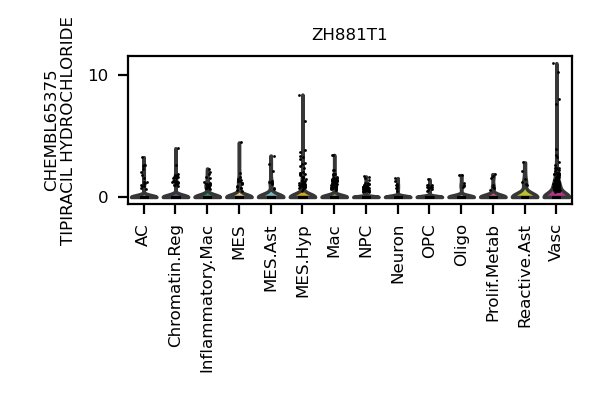 ZH881T1
CHEMBL65375
TIPIRACIL HYDROCHLORIDE
10
0
AC
Chromatin.Reg
Inflammatory.Mac
MES
MES.Ast
MES.Hyp
Mac
NPC
Neuron
OPC
Oligo
Prolif.Metab
Reactive.Ast
Vasc